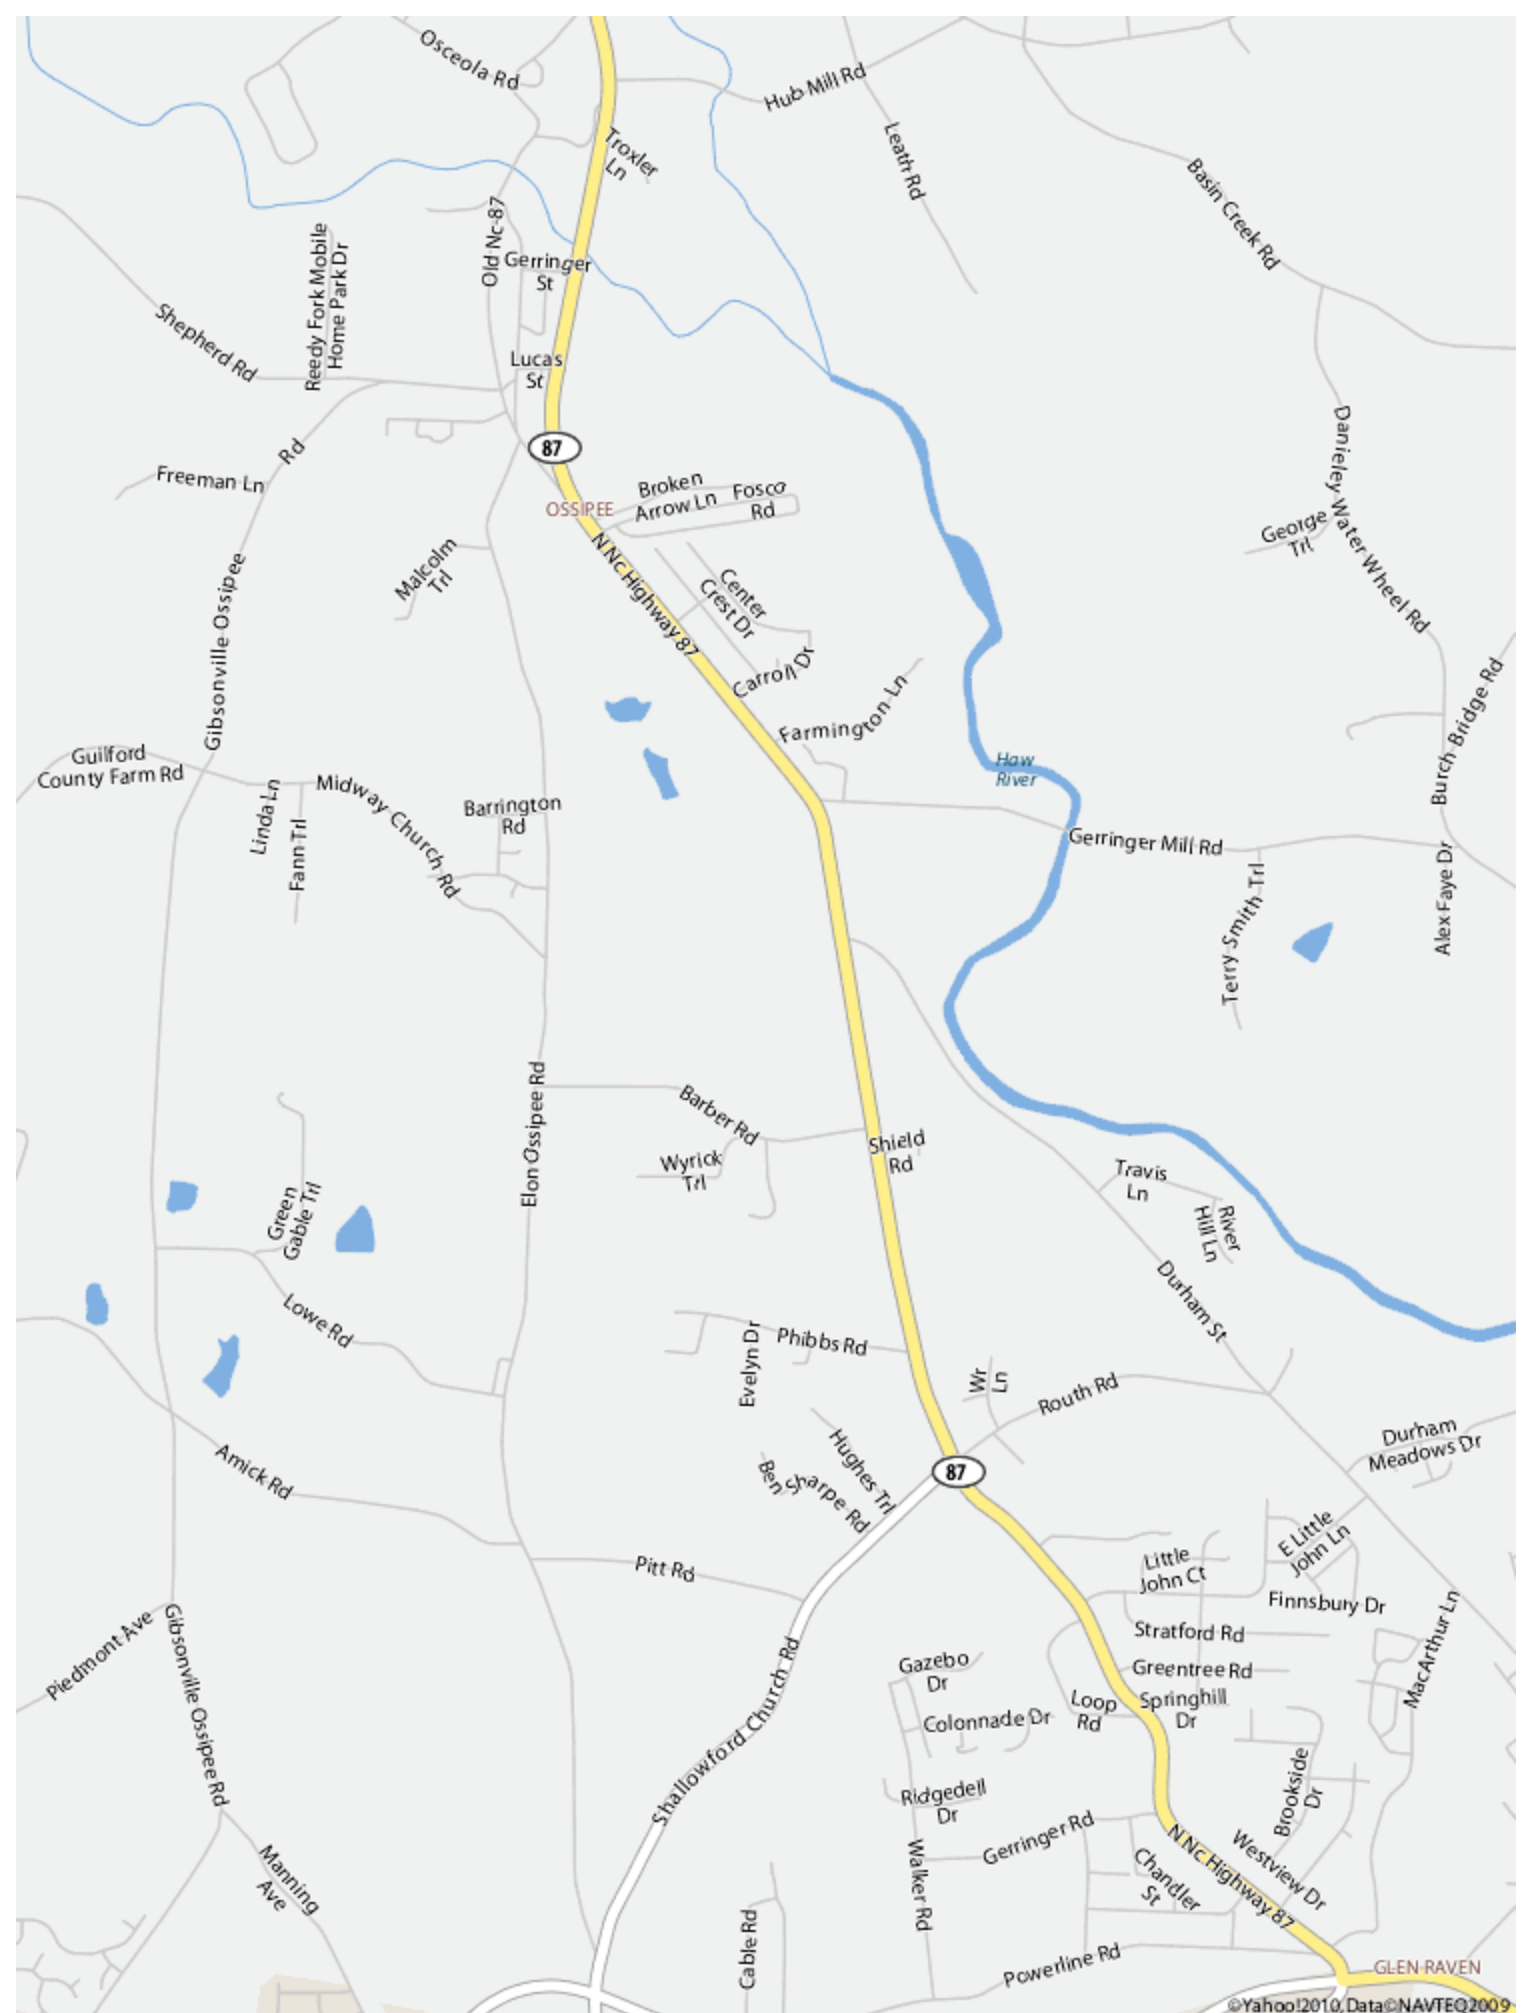 Osceola Rd
Hub Mill Rd
Troxler
Ln
Leath Rd
Basin Creek Rd
Old Nc-87
Reedy Fork Mobile
Home Park Dr
Gerringer
St
Shepherd Rd
Lucas
St
87
Rd
Freeman Ln
Broken
Arrow Ln
Fosco
Rd
OSSIPEE
Danieley Water Wheel Rd
George
Trl
N Nc Highway 87
Malcolm
Trl
Center
Crest Dr
Gibsonville Ossipee
Carroll Dr
Farmington Ln
Burch Bridge Rd
Guilford
County Farm Rd
Haw
River
Linda Ln
Fann Trl
Midway Church Rd
Barrington
Rd
Gerringer Mill Rd
Alex Faye Dr
Terry Smith Trl
Elon Ossipee Rd
Barber Rd
Shield
Rd
Wyrick
Trl
Travis
Ln
River
Hill Ln
Green
Gable Trl
Durham St
Lowe Rd
Evelyn Dr
Phibbs Rd
Wr
Ln
Routh Rd
Durham
Meadows Dr
Hughes Trl
Ben Sharpe Rd
87
Amick Rd
E Little
John Ln
Little
John Ct
Pitt Rd
Finnsbury Dr
MacArthur Ln
Piedmont Ave
Stratford Rd
Gibsonville Ossipee Rd
Gazebo
Dr
Greentree Rd
Shallowford Church Rd
Loop
Rd
Springhill
Dr
Colonnade Dr
Brookside
Dr
Ridgedell
Dr
Gerringer Rd
N Nc Highway 87
Westview Dr
Walker Rd
Chandler
St
Manning
Ave
Cable Rd
Powerline Rd
GLEN RAVEN
©Yahoo!2010,Data©NAVTEQ2009